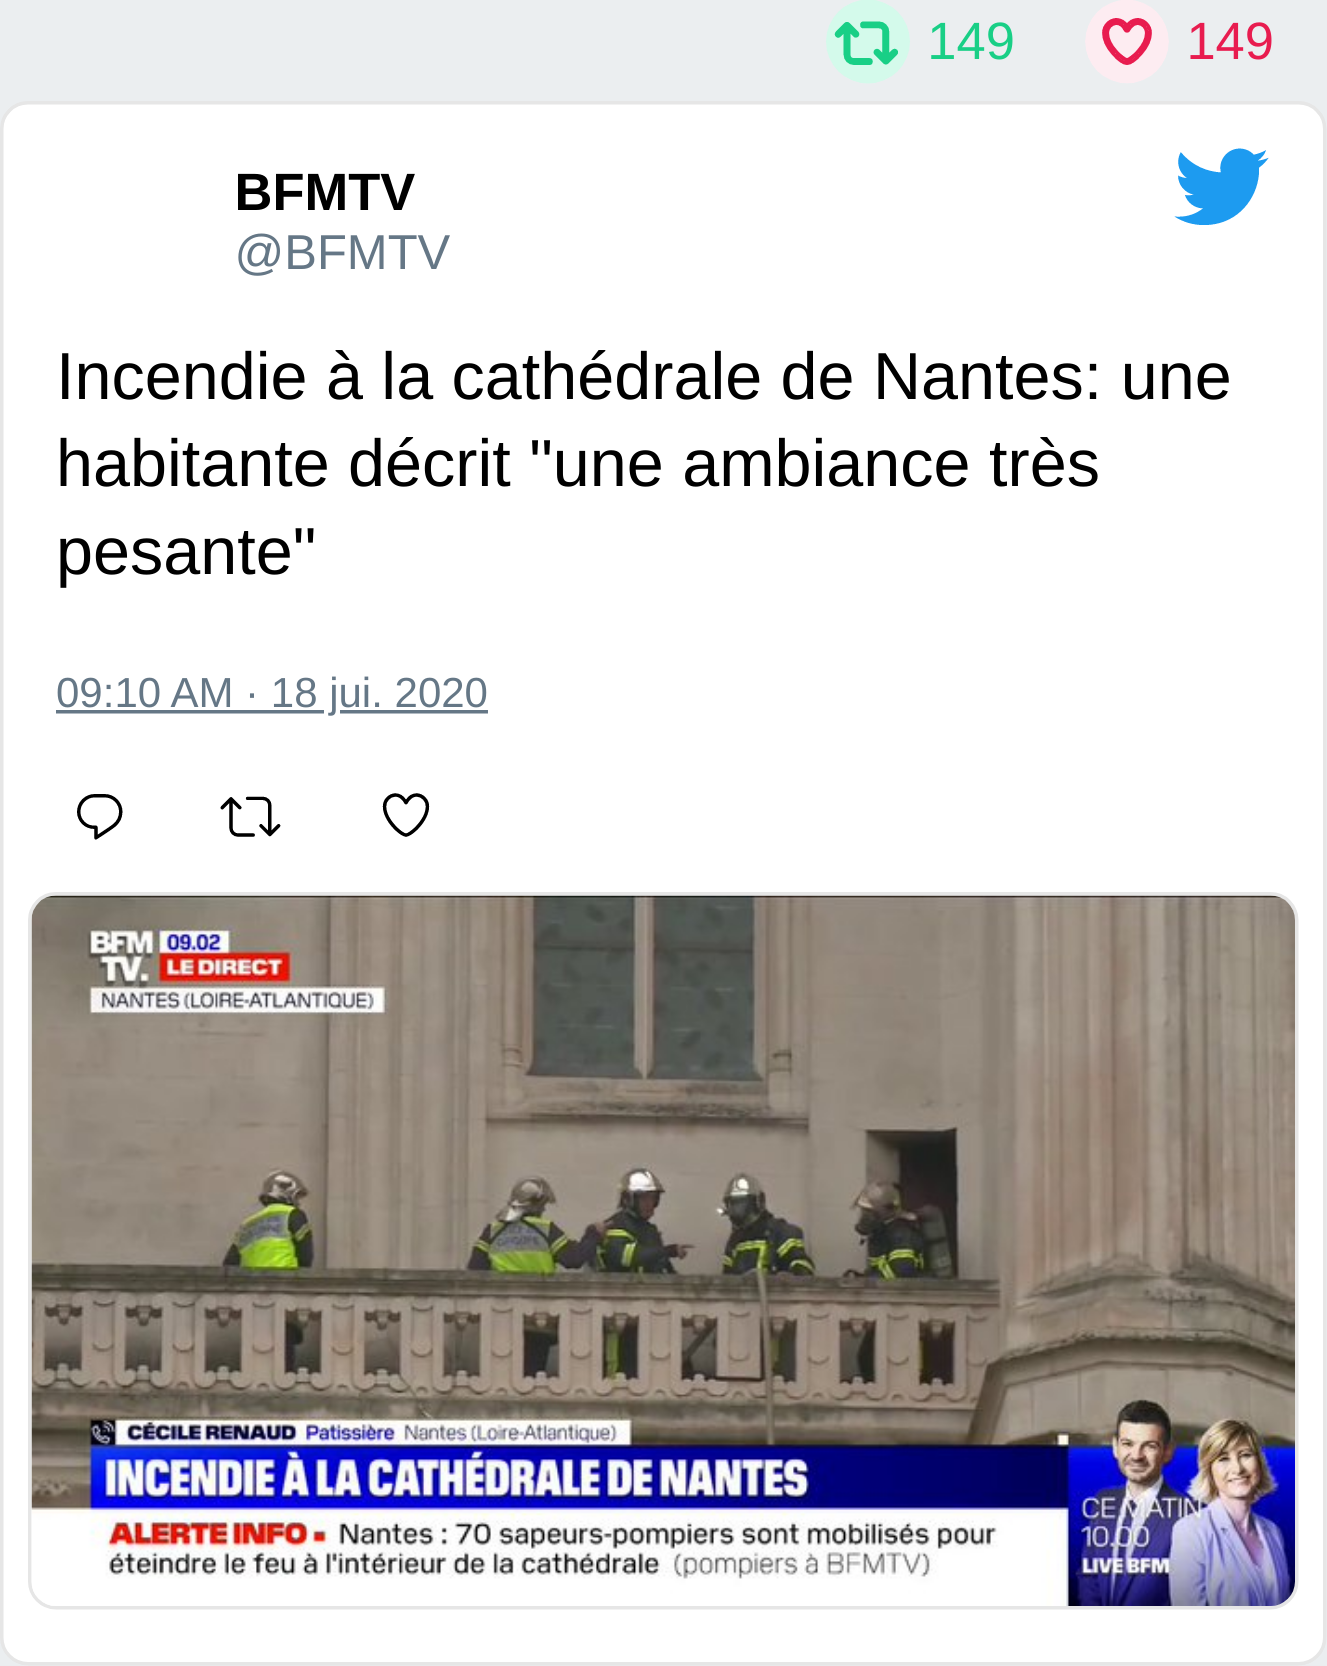 149 149
BFMTV
@BFMTV
Incendie à la cathédrale de Nantes: une
habitante décrit "une ambiance très
pesante"
09:10 AM · 18 jui. 2020
BFM 09.02
TV. LE DIRECT
NANTES (LOIRE-ATLANTIQUE)
CÉCILE RENAUD Patissière Nantes (Loire-Atlantique)
INCENDIE À LA CATHÉDRALE DE NANTES
ALERTE INFO Nantes : 70 sapeurs-pompiers sont mobilisés pour
éteindre le feu à l'intérieur de la cathédrale (pompiers à BFMTV)
CE MATIN
10.00
LIVE BFM